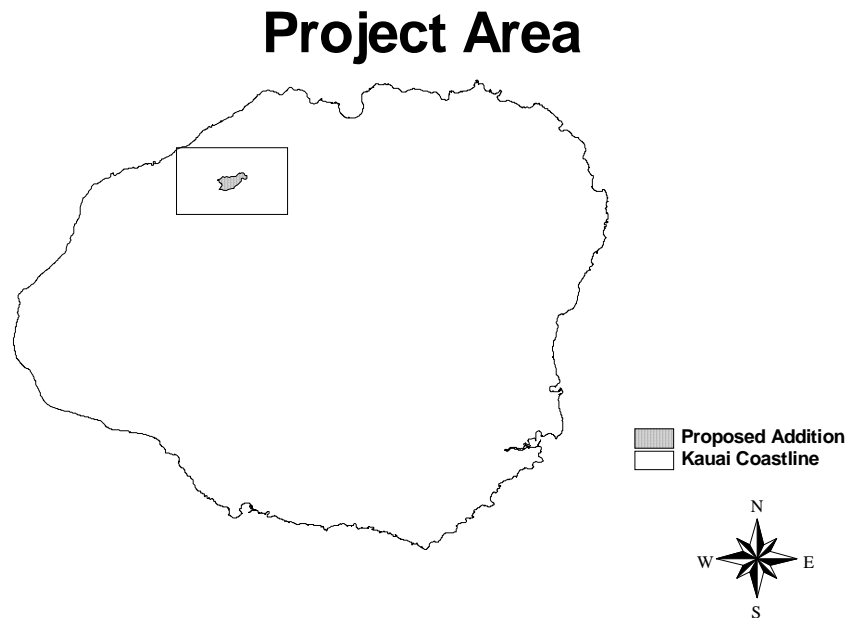 Project Area
Proposed Addition
Kauai Coastline
N
W E
S